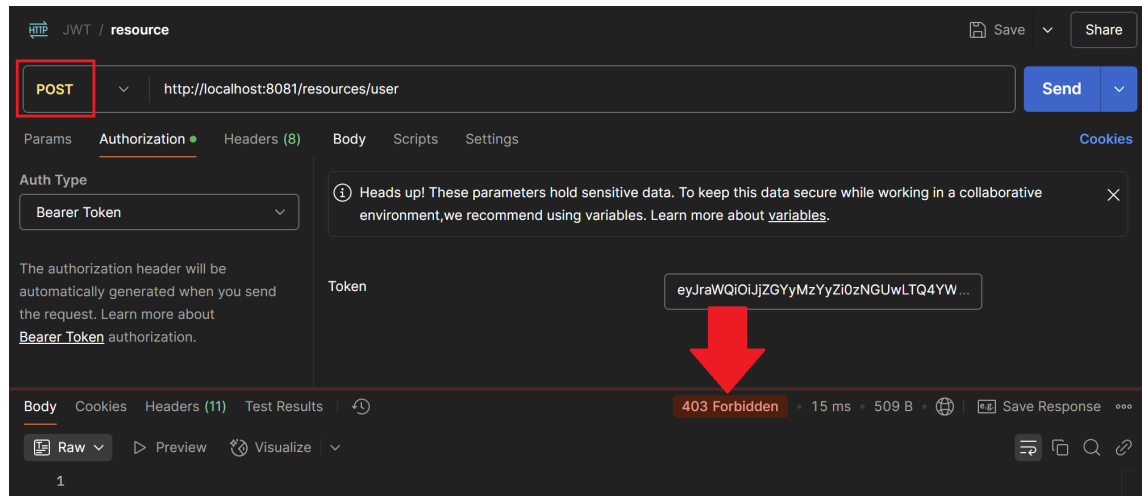 HTTP JWT / resource Save Share
POST http://localhost:8081/resources/user Send
Params Authorization Headers (8) Body Scripts Settings Cookies
Auth Type
Bearer Token
The authorization header will be
automatically generated when you send
the request. Learn more about
Bearer Token authorization.
Heads up! These parameters hold sensitive data. To keep this data secure while working in a collaborative
environment,we recommend using variables. Learn more about variables.
Token eyJraWQiOiJjZGYyMzYyZi0zNGUwLTQ4YW...
Body Cookies Headers (11) Test Results 403 Forbidden • 15 ms • 509 B e.g. Save Response
Raw Preview Visualize
1